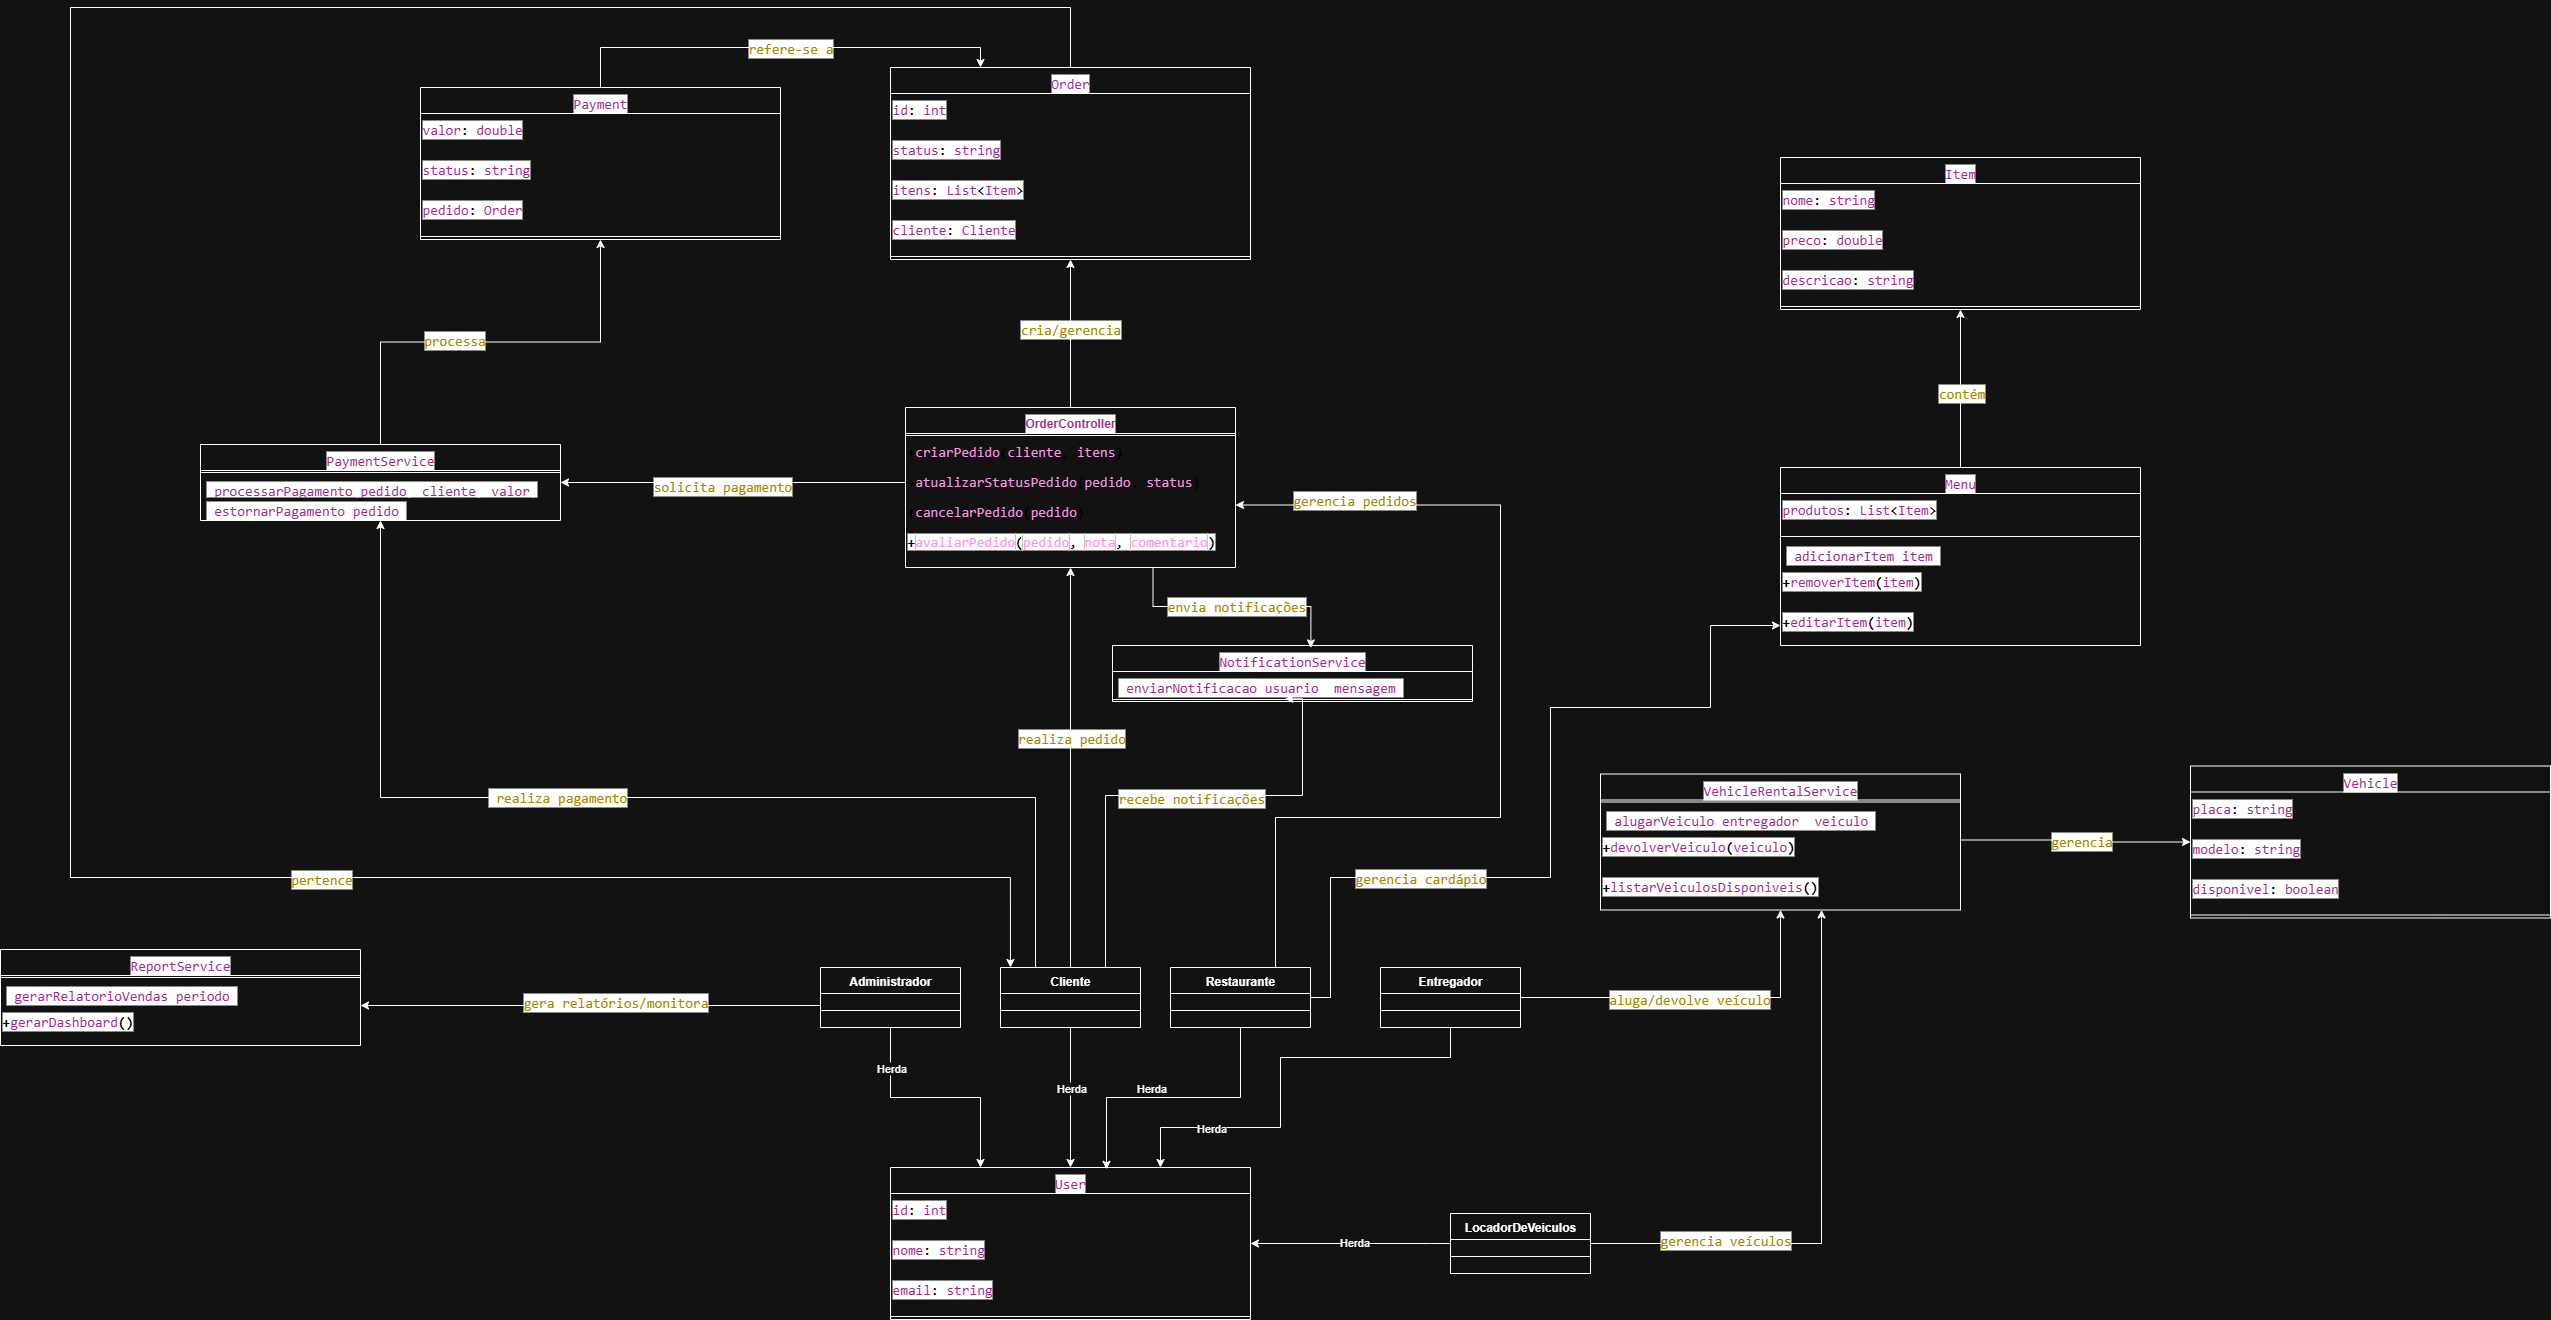 refere-se a
Order
id: int
status: string
itens: List<Item>
cliente: Cliente
Payment
valor: double
status: string
pedido: Order
Item
nome: string
preco: double
descricao: string
processa
cria/gerencia
contém
OrderController
criarPedido(cliente, itens)
atualizarStatusPedido(pedido, status)
cancelarPedido(pedido)
+avaliarPedido(pedido, nota, comentario)
PaymentService
processarPagamento pedido  cliente  valor
estornarPagamento pedido
solicita pagamento
gerencia pedidos
Menu
produtos: List<Item>
adicionarItem item
+removerItem(item)
+editarItem(item)
envia notificações
NotificationService
enviarNotificacao usuario  mensagem
realiza pedido
realiza pagamento
recebe notificações
VehicleRentalService
alugarVeiculo entregador  veiculo
+devolverVeiculo(veiculo)
+listarVeiculosDisponiveis()
gerencia
Vehicle
placa: string
modelo: string
disponivel: boolean
pertence
gerencia cardápio
ReportService
gerarRelatorioVendas periodo
+gerarDashboard()
gera relatórios/monitora
Administrador
Cliente
Restaurante
Entregador
aluga/devolve veículo
Herda
Herda
Herda
Herda
User
id: int
nome: string
email: string
Herda
LocadorDeVeiculos
gerencia veículos